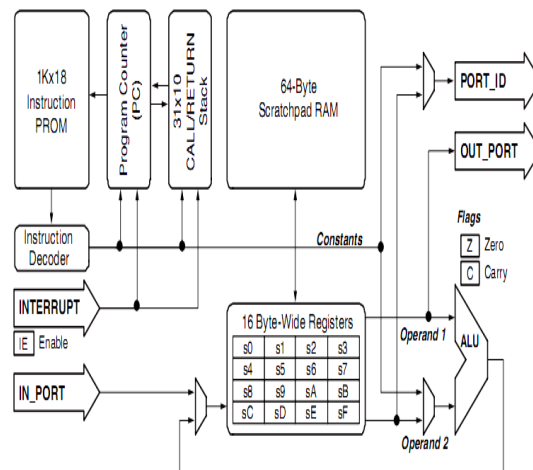 1Kx18
Instruction
PROM
Program Counter
(PC)
31x10
CALL/RETURN
Stack
64-Byte
Scratchpad RAM
PORT_ID
OUT_PORT
Instruction
Decoder
Constants
Flags
Z Zero
C Carry
INTERRUPT
IE Enable
16 Byte-Wide Registers
s0 s1 s2 s3
s4 s5 s6 s7
s8 s9 sA sB
sC sD sE sF
Operand 1
ALU
IN_PORT
Operand 2